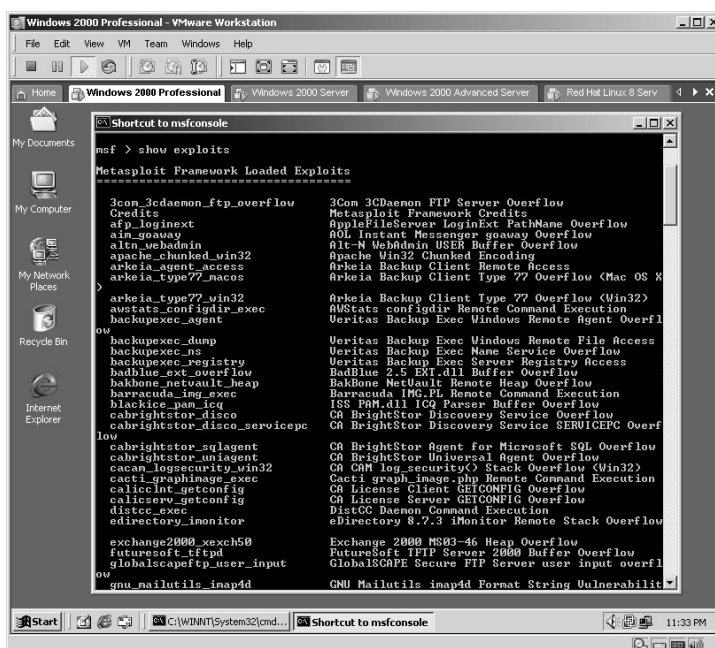 Windows 2000 Professional - VMware Workstation
File Edit View VM Team Windows Help
Home Windows 2000 Professional Windows 2000 Server Windows 2000 Advanced Server Red Hat Linux 8 Serv
My Documents
My Computer
My Network Places
Recycle Bin
Internet Explorer
Shortcut to msfconsole
msf > show exploits
Metasploit Framework Loaded Exploits
====================================
3com_3cdaemon_ftp_overflow 3Com 3CDaemon FTP Server Overflow
Credits Metasploit Framework Credits
afp_loginext AppleFileServer LoginExt PathName Overflow
aim_goaway AOL Instant Messenger goaway Overflow
altn_webadmin Alt-N WebAdmin USER Buffer Overflow
apache_chunked_win32 Apache Win32 Chunked Encoding
arkeia_agent_access Arkeia Backup Client Remote Access
arkeia_type77_macos Arkeia Backup Client Type 77 Overflow (Mac OS X
)
arkeia_type77_win32 Arkeia Backup Client Type 77 Overflow (Win32)
awstats_configdir_exec AWStats configdir Remote Command Execution
backupexec_agent Veritas Backup Exec Windows Remote Agent Overfl
ow
backupexec_dump Veritas Backup Exec Windows Remote File Access
backupexec_ns Veritas Backup Exec Name Service Overflow
backupexec_registry Veritas Backup Exec Server Registry Access
badblue_ext_overflow BadBlue 2.5 EXT.dll Buffer Overflow
bakbone_netvault_heap BakBone NetVault Remote Heap Overflow
barracuda_img_exec Barracuda IMG.PL Remote Command Execution
blackice_pam_icq ISS PAM.dll ICQ Parser Buffer Overflow
cabrightstor_disco CA BrightStor Discovery Service Overflow
cabrightstor_disco_servicepc CA BrightStor Discovery Service SERVICEPC Overf
low
cabrightstor_sqlagent CA BrightStor Agent for Microsoft SQL Overflow
cabrightstor_uniagent CA BrightStor Universal Agent Overflow
cacam_logsecurity_win32 CA CAM log_security() Stack Overflow (Win32)
cacti_graphimage_exec Cacti graph_image.php Remote Command Execution
calicclnt_getconfig CA License Client GETCONFIG Overflow
calicserv_getconfig CA License Server GETCONFIG Overflow
distcc_exec DistCC Daemon Command Execution
edirectory_imonitor eDirectory 8.7.3 iMonitor Remote Stack Overflow
exchange2000_xexch50 Exchange 2000 MS03-46 Heap Overflow
futuresoft_tftpd FutureSoft TFTP Server 2000 Buffer Overflow
globalscapeftp_user_input GlobalSCAPE Secure FTP Server user input overfl
ow
gnu_mailutils_imap4d GNU Mailutils imap4d Format String Vulnerabilit
Start C:\WINNT\System32\cmd... Shortcut to msfconsole 11:33 PM